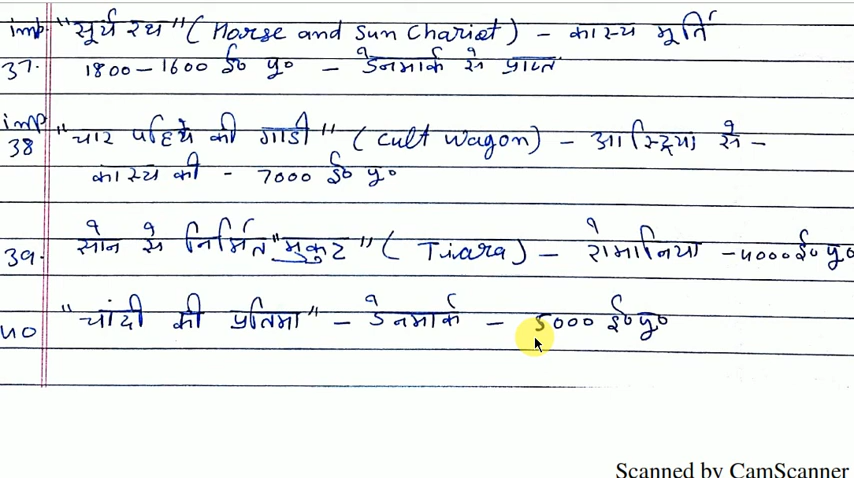 imp "सूर्य रथ" (Horse and Sun Chariot) – कास्य मूर्ति
37. 1800–1600 ई० पू० – डेनमार्क से प्राप्त
imp "चार पहिये की गाडी" (Cult wagon) – आस्ट्रिया से –
38 कास्य की - 7000 ई० पू०
39. सोने से निर्मित "मुकुट" (Tiara) – रोमानिया –4000 ई० पू०
40 "चांदी की प्रतिमा" – डेनमार्क – 5000 ई० पू०
Scanned by CamScanner